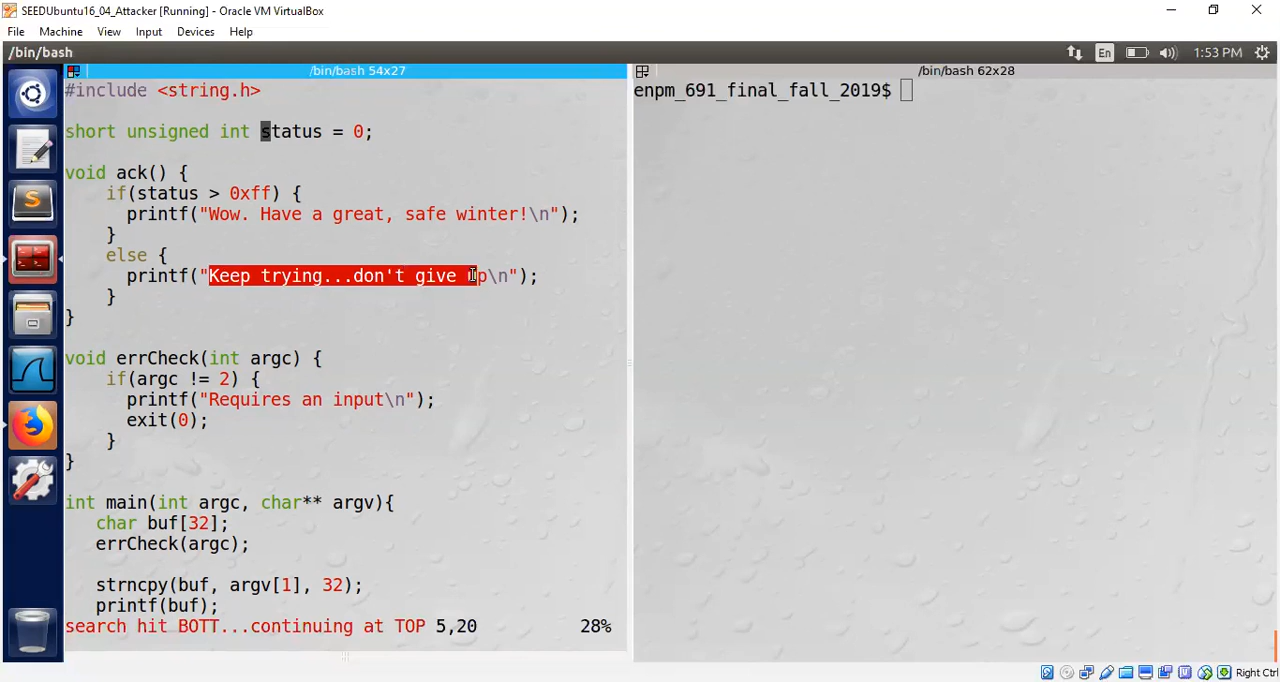 SEEDUbuntu16_04_Attacker [Running] - Oracle VM VirtualBox
File Machine View Input Devices Help
/bin/bash
En
1:53 PM
/bin/bash 54x27
/bin/bash 62x28
#include <string.h>
short unsigned int status = 0;
void ack() {
if(status > 0xff) {
printf("Wow. Have a great, safe winter!\n");
}
else {
printf("Keep trying...don't give up\n");
}
}
void errCheck(int argc) {
if(argc != 2) {
printf("Requires an input\n");
exit(0);
}
}
int main(int argc, char** argv){
char buf[32];
errCheck(argc);
strncpy(buf, argv[1], 32);
printf(buf);
search hit BOTT...continuing at TOP 5,20 28%
enpm_691_final_fall_2019$
Right Ctrl